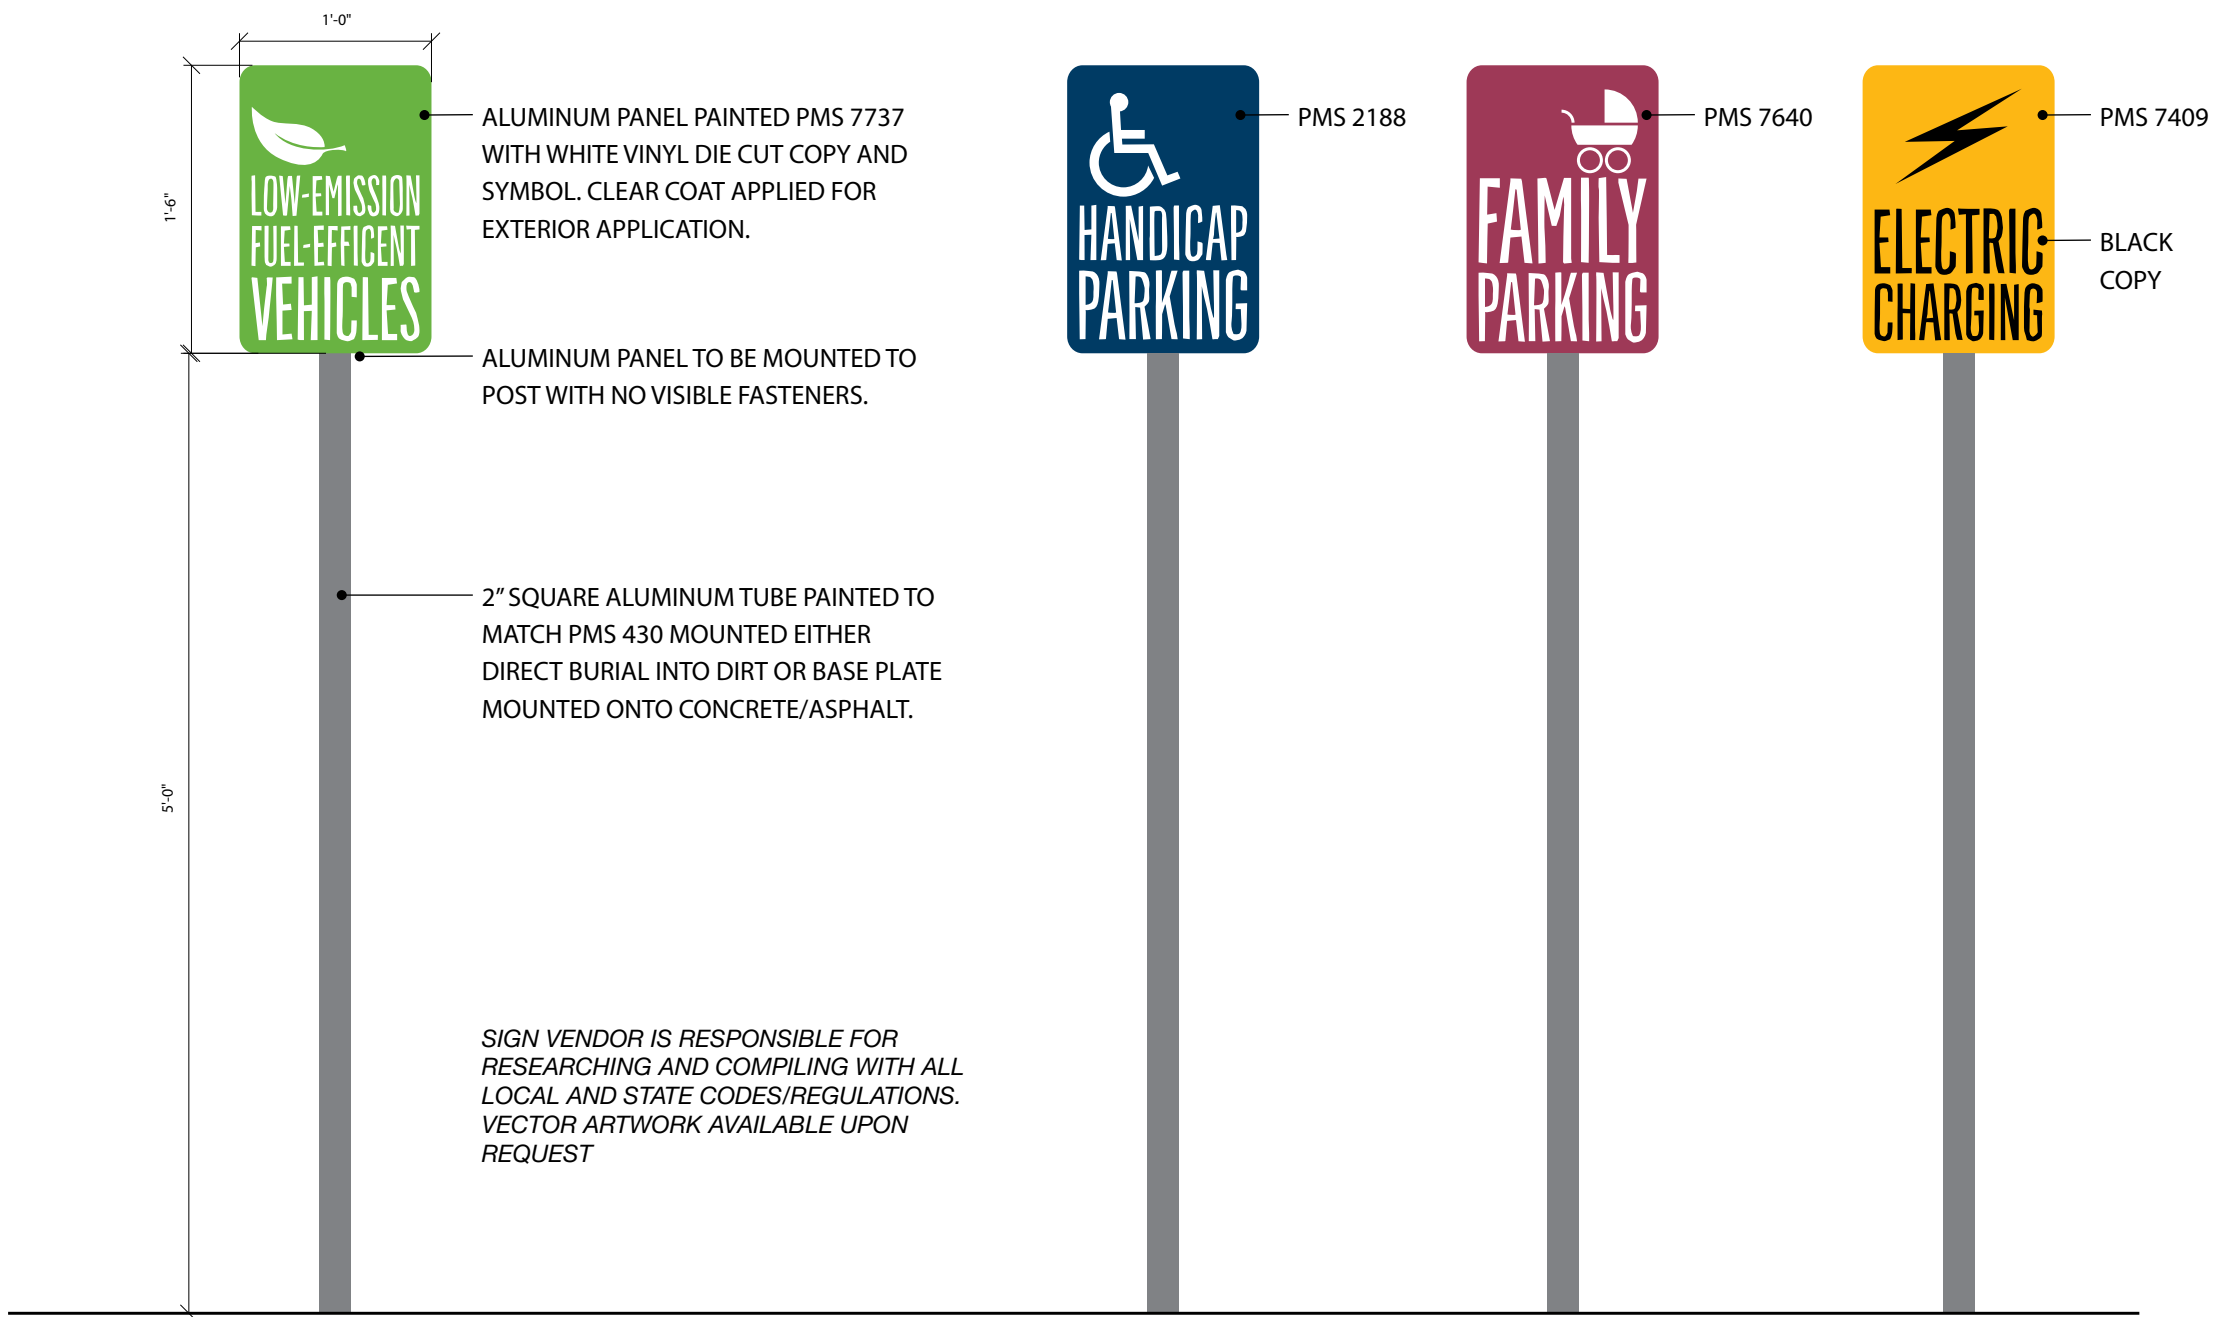 1'-0"
1'-6"
5'-0"
LOW-EMISSION
FUEL-EFFICENT
VEHICLES
ALUMINUM PANEL PAINTED PMS 7737
WITH WHITE VINYL DIE CUT COPY AND
SYMBOL. CLEAR COAT APPLIED FOR
EXTERIOR APPLICATION.
ALUMINUM PANEL TO BE MOUNTED TO
POST WITH NO VISIBLE FASTENERS.
2” SQUARE ALUMINUM TUBE PAINTED TO
MATCH PMS 430 MOUNTED EITHER
DIRECT BURIAL INTO DIRT OR BASE PLATE
MOUNTED ONTO CONCRETE/ASPHALT.
SIGN VENDOR IS RESPONSIBLE FOR
RESEARCHING AND COMPILING WITH ALL
LOCAL AND STATE CODES/REGULATIONS.
VECTOR ARTWORK AVAILABLE UPON
REQUEST
HANDICAP
PARKING
PMS 2188
FAMILY
PARKING
PMS 7640
ELECTRIC
CHARGING
PMS 7409
BLACK
COPY